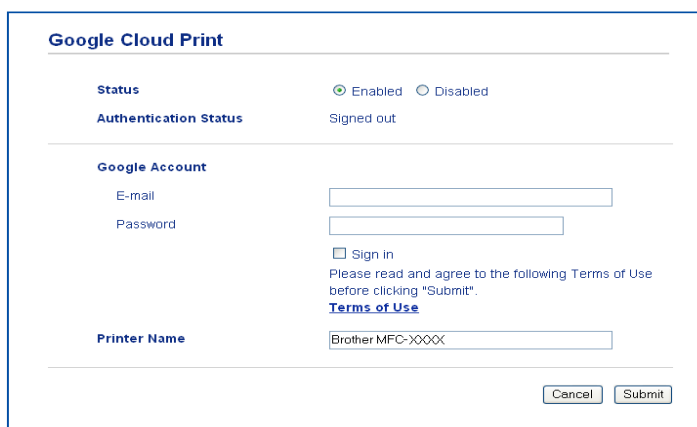 Google Cloud Print
Status Enabled Disabled
Authentication Status Signed out
Google Account
E-mail
Password
Sign in
Please read and agree to the following Terms of Use
before clicking "Submit".
Terms of Use
Printer Name Brother MFC-XXXX
Cancel Submit